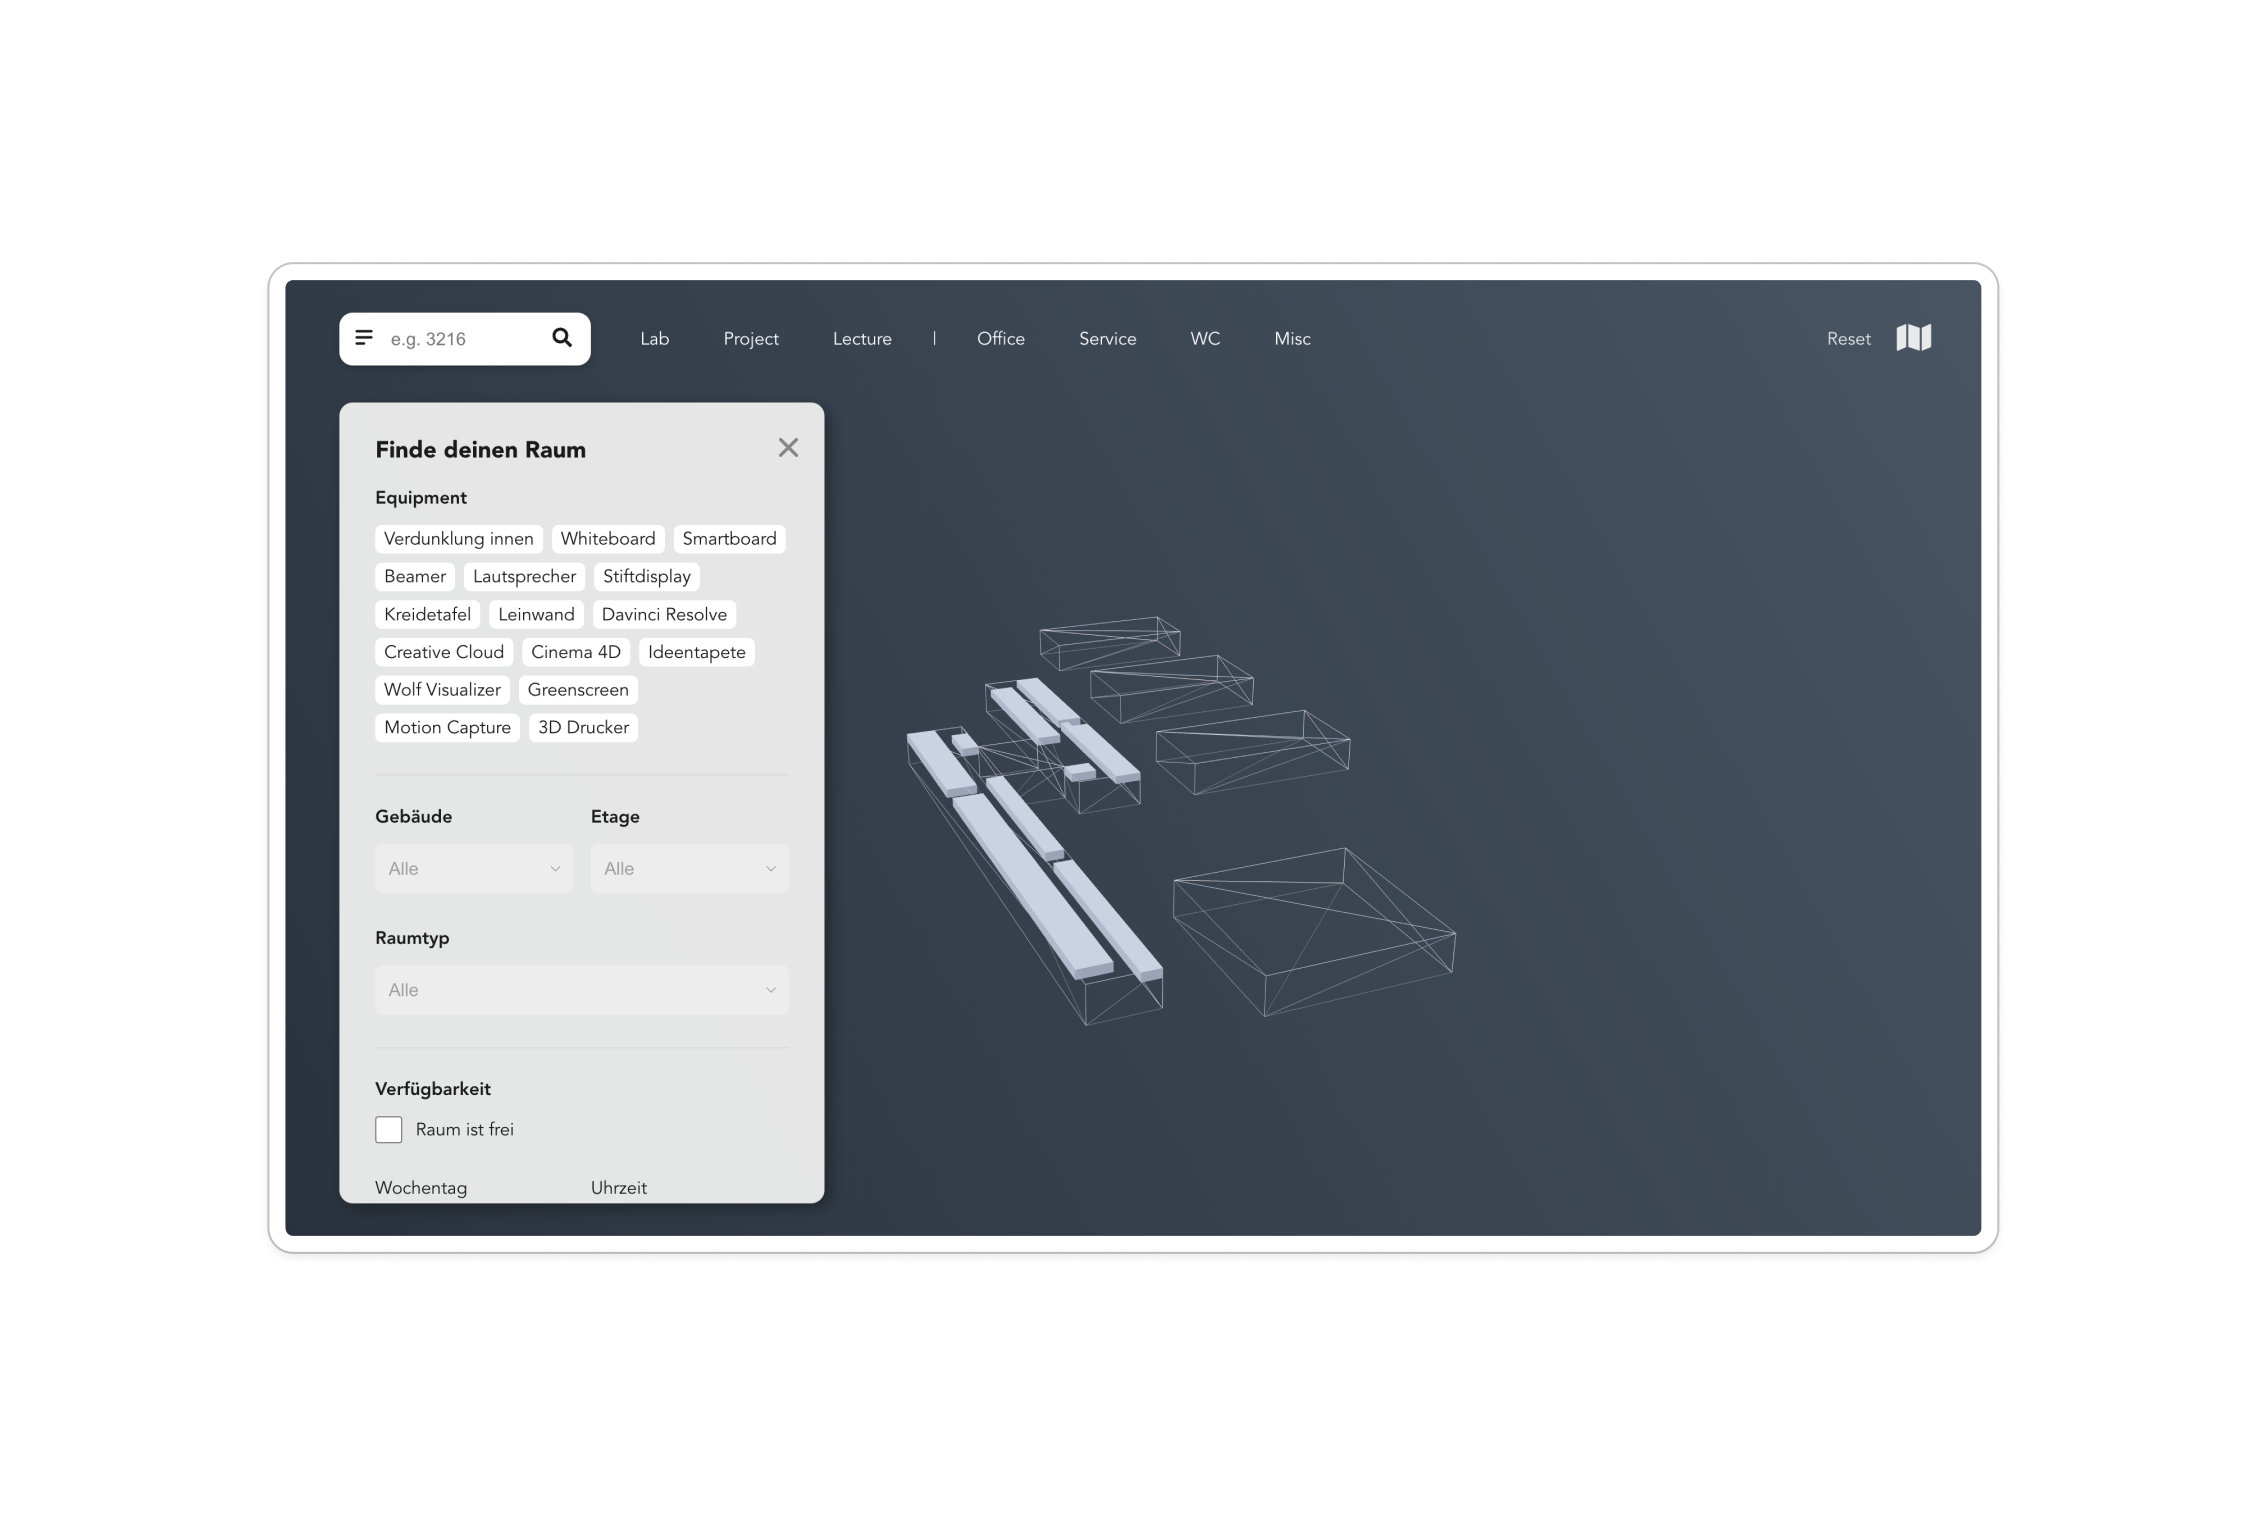 e.g. 3216 Lab Project Lecture | Office Service WC Misc Reset
Finde deinen Raum
Equipment
Verdunklung innen Whiteboard Smartboard
Beamer Lautsprecher Stiftdisplay
Kreidetafel Leinwand Davinci Resolve
Creative Cloud Cinema 4D Ideentapete
Wolf Visualizer Greenscreen
Motion Capture 3D Drucker
Gebäude Etage
Alle Alle
Raumtyp
Alle
Verfügbarkeit
Raum ist frei
Wochentag Uhrzeit